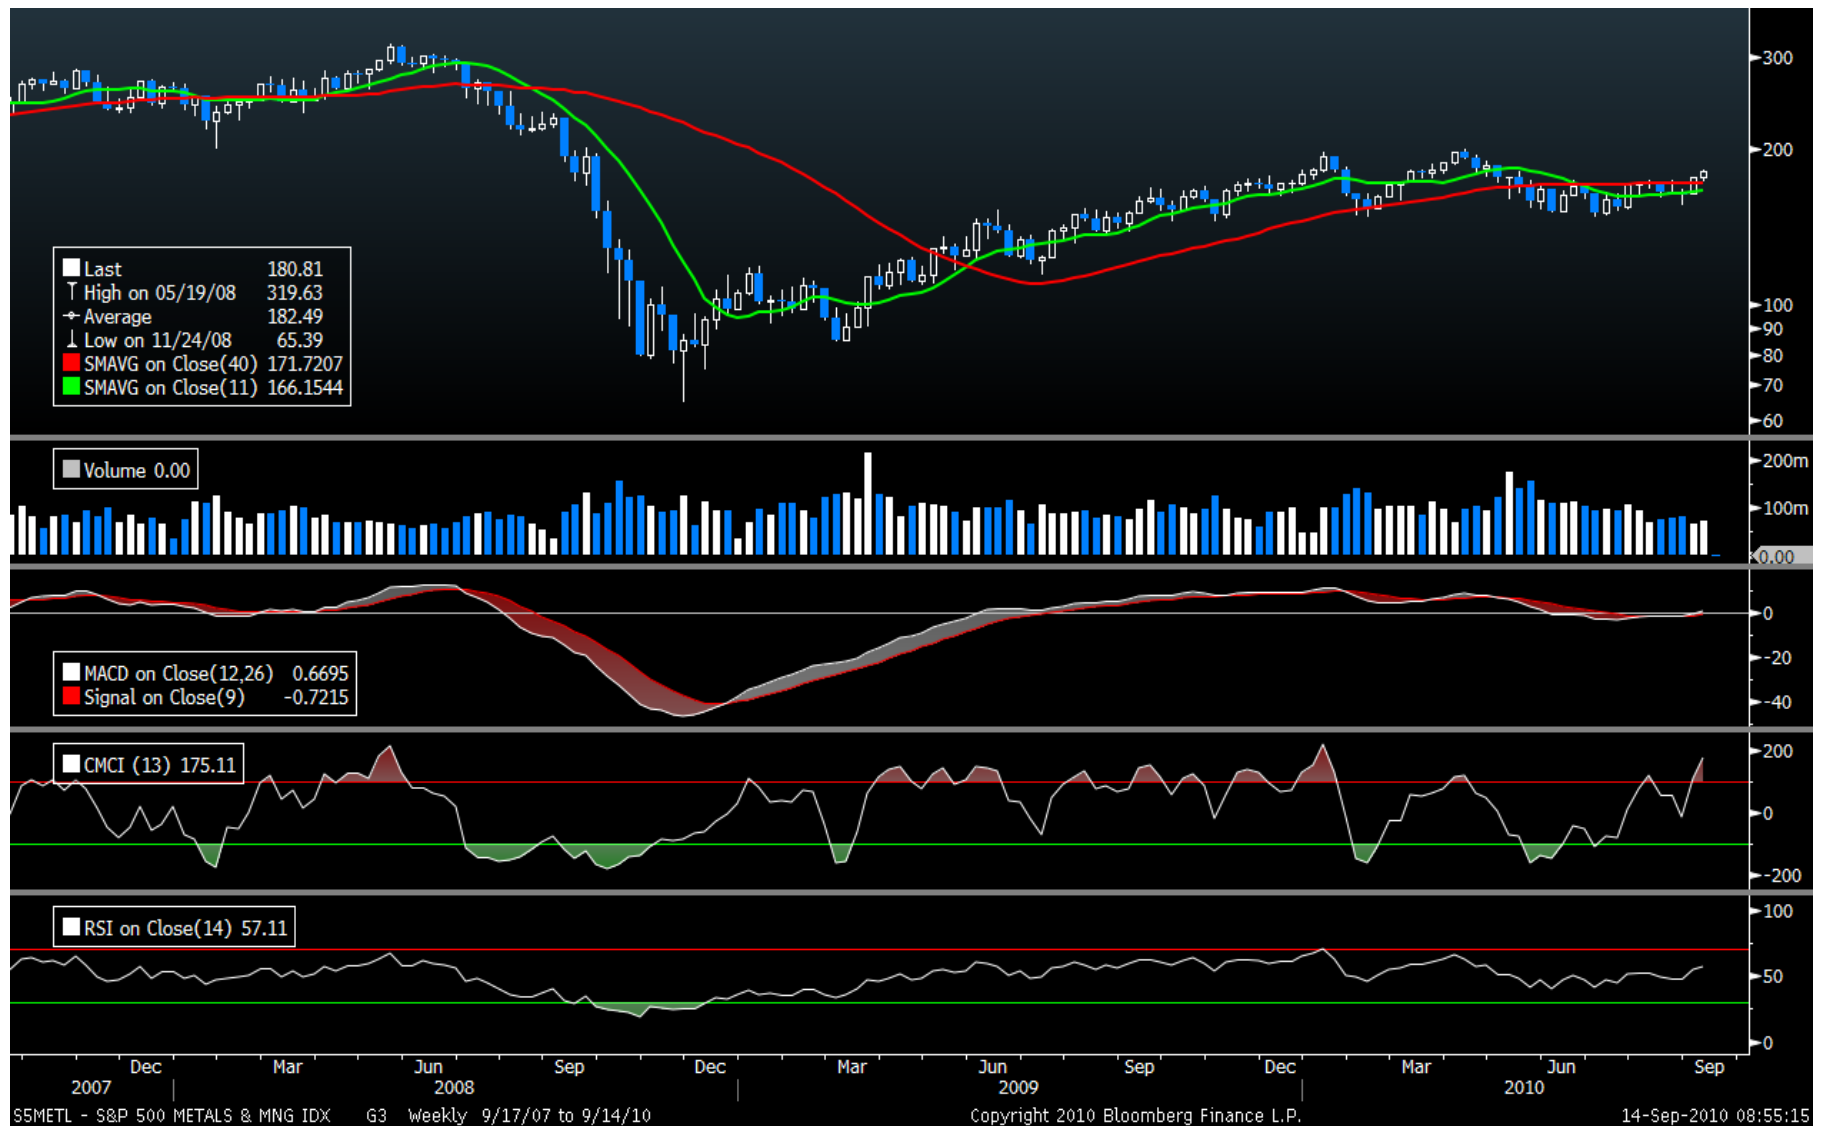 300
200
100
90
80
70
60
Last 180.81
High on 05/19/08 319.63
Average 182.49
Low on 11/24/08 65.39
SMAVG on Close(40) 171.7207
SMAVG on Close(11) 166.1544
Volume 0.00
200m
100m
0.00
MACD on Close(12,26) 0.6695
Signal on Close(9) -0.7215
0
-20
-40
CMCI (13) 175.11
200
0
-200
RSI on Close(14) 57.11
100
50
0
Dec Mar Jun Sep Dec Mar Jun Sep Dec Mar Jun Sep
2007 2008 2009 2010
S5METL - S&P 500 METALS & MNG IDX G3 Weekly 9/17/07 to 9/14/10 Copyright 2010 Bloomberg Finance L.P. 14-Sep-2010 08:55:15